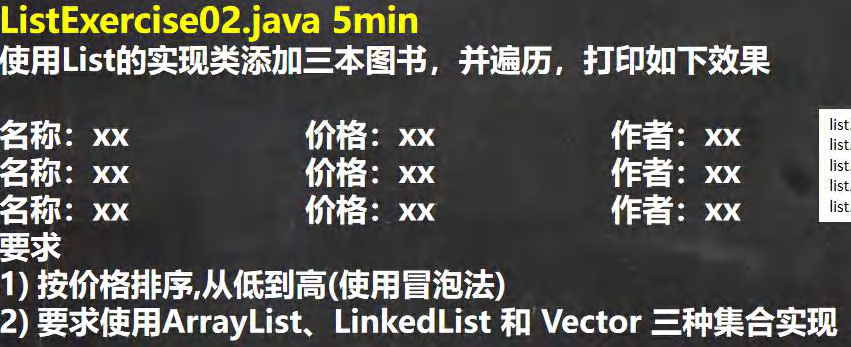 ListExercise02.java 5min
使用List的实现类添加三本图书，并遍历，打印如下效果
名称：xx 价格：xx 作者：xx
名称：xx 价格：xx 作者：xx
名称：xx 价格：xx 作者：xx
要求
1) 按价格排序,从低到高(使用冒泡法)
2) 要求使用ArrayList、LinkedList 和 Vector 三种集合实现
list.
list.
list.
list.
list.